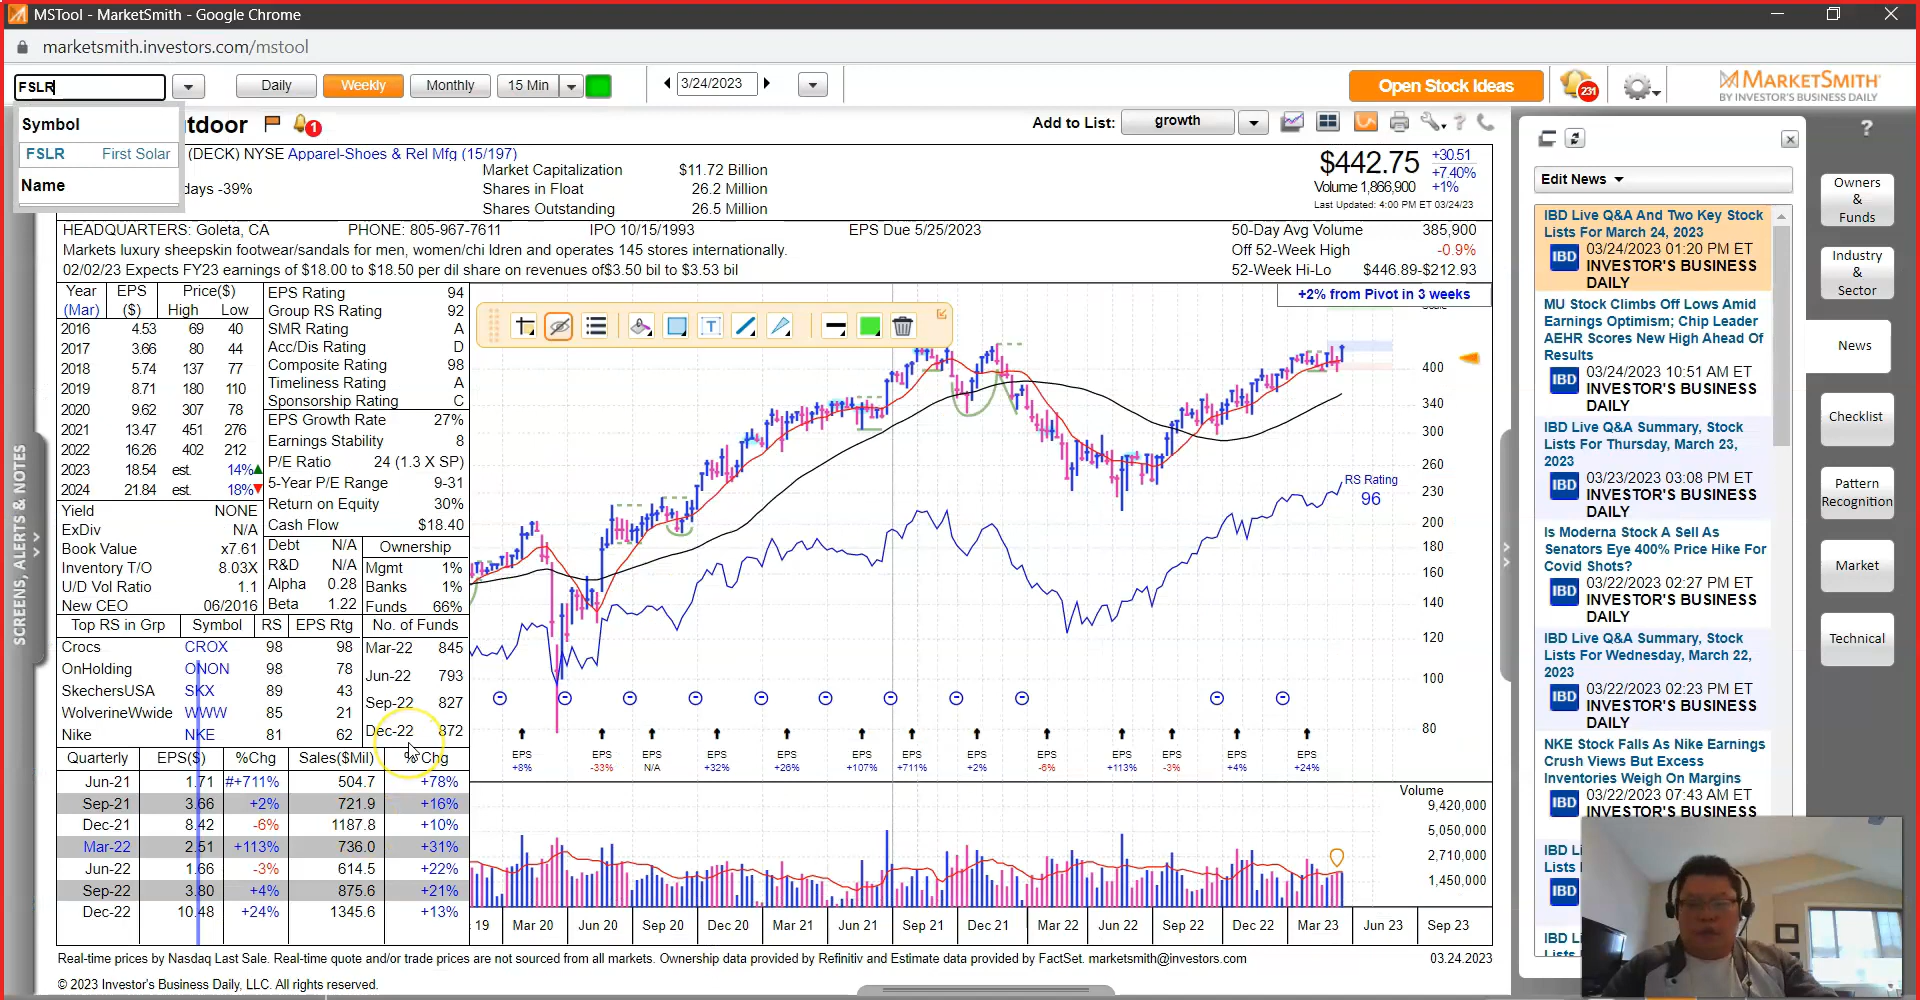 MSTool - MarketSmith - Google Chrome
marketsmith.investors.com/mstool
FSLR
Daily
Weekly
Monthly
15 Min
3/24/2023
Open Stock Ideas
231
MARKETSMITH
BY INVESTOR'S BUSINESS DAILY
Symbol
FSLR First Solar
Name
tdoor
1
Add to List:
growth
?
(DECK) NYSE Apparel-Shoes & Rel Mfg (15/197)
days -39%
Market Capitalization $11.72 Billion
Shares in Float 26.2 Million
Shares Outstanding 26.5 Million
$442.75 +30.51
+7.40%
Volume 1,866,900 +1%
Last Updated: 4:00 PM ET 03/24/23
HEADQUARTERS: Goleta, CA PHONE: 805-967-7611 IPO 10/15/1993 EPS Due 5/25/2023
Markets luxury sheepskin footwear/sandals for men, women/chi ldren and operates 145 stores internationally.
02/02/23 Expects FY23 earnings of $18.00 to $18.50 per dil share on revenues of$3.50 bil to $3.53 bil
50-Day Avg Volume 385,900
Off 52-Week High -0.9%
52-Week Hi-Lo $446.89-$212.93
Year EPS Price($)
(Mar) ($) High Low
2016 4.53 69 40
2017 3.66 80 44
2018 5.74 137 77
2019 8.71 180 110
2020 9.62 307 78
2021 13.47 451 276
2022 16.26 402 212
2023 18.54 est. 14%
2024 21.84 est. 18%
Yield NONE
ExDiv N/A
Book Value x7.61
Inventory T/O 8.03X
U/D Vol Ratio 1.1
New CEO 06/2016
EPS Rating 94
Group RS Rating 92
SMR Rating A
Acc/Dis Rating D
Composite Rating 98
Timeliness Rating A
Sponsorship Rating C
EPS Growth Rate 27%
Earnings Stability 8
P/E Ratio 24 (1.3 X SP)
5-Year P/E Range 9-31
Return on Equity 30%
Cash Flow $18.40
Debt N/A
R&D N/A
Alpha 0.28
Beta 1.22
Ownership
Mgmt 1%
Banks 1%
Funds 66%
Top RS in Grp Symbol RS EPS Rtg
Crocs CROX 98 98
OnHolding ONON 98 78
SkechersUSA SKX 89 43
WolverineWwide WWW 85 21
Nike NKE 81 62
No. of Funds
Mar-22 845
Jun-22 793
Sep-22 827
Dec-22 872
Quarterly EPS($) %Chg Sales($Mil) %Chg
Jun-21 1.71 #+711% 504.7 +78%
Sep-21 3.66 +2% 721.9 +16%
Dec-21 8.42 -6% 1187.8 +10%
Mar-22 2.51 +113% 736.0 +31%
Jun-22 1.66 -3% 614.5 +22%
Sep-22 3.80 +4% 875.6 +21%
Dec-22 10.48 +24% 1345.6 +13%
+2% from Pivot in 3 weeks
T
400
340
300
260
230
200
180
160
140
120
100
80
RS Rating
96
EPS EPS EPS EPS EPS EPS EPS EPS EPS EPS EPS EPS EPS
+8% -33% N/A +32% +26% +107% +711% +2% -6% +113% -3% +4% +24%
Volume
9,420,000
5,050,000
2,710,000
1,450,000
19 Mar 20 Jun 20 Sep 20 Dec 20 Mar 21 Jun 21 Sep 21 Dec 21 Mar 22 Jun 22 Sep 22 Dec 22 Mar 23 Jun 23 Sep 23
Real-time prices by Nasdaq Last Sale. Real-time quote and/or trade prices are not sourced from all markets. Ownership data provided by Refinitiv and Estimate data provided by FactSet. marketsmith@investors.com
03.24.2023
© 2023 Investor's Business Daily, LLC. All rights reserved.
SCREENS, ALERTS & NOTES
Edit News
IBD Live Q&A And Two Key Stock
Lists For March 24, 2023
IBD
03/24/2023 01:20 PM ET
INVESTOR'S BUSINESS
DAILY
MU Stock Climbs Off Lows Amid
Earnings Optimism; Chip Leader
AEHR Scores New High Ahead Of
Results
IBD
03/24/2023 10:51 AM ET
INVESTOR'S BUSINESS
DAILY
IBD Live Q&A Summary, Stock
Lists For Thursday, March 23,
2023
IBD
03/23/2023 03:08 PM ET
INVESTOR'S BUSINESS
DAILY
Is Moderna Stock A Sell As
Senators Eye 400% Price Hike For
Covid Shots?
IBD
03/22/2023 02:27 PM ET
INVESTOR'S BUSINESS
DAILY
IBD Live Q&A Summary, Stock
Lists For Wednesday, March 22,
2023
IBD
03/22/2023 02:23 PM ET
INVESTOR'S BUSINESS
DAILY
NKE Stock Falls As Nike Earnings
Crush Views But Excess
Inventories Weigh On Margins
IBD
03/22/2023 07:43 AM ET
INVESTOR'S BUSINESS
IBD Li
Lists
IBD
IBD Li
?
Owners
&
Funds
Industry
&
Sector
News
Checklist
Pattern
Recognition
Market
Technical